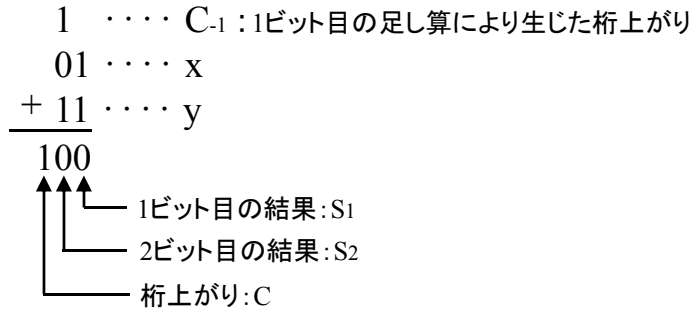 1 ････ C-1：1ビット目の足し算により生じた桁上がり
01 ････ x
+ 11 ････ y
100
1ビット目の結果：S1
2ビット目の結果：S2
桁上がり：C